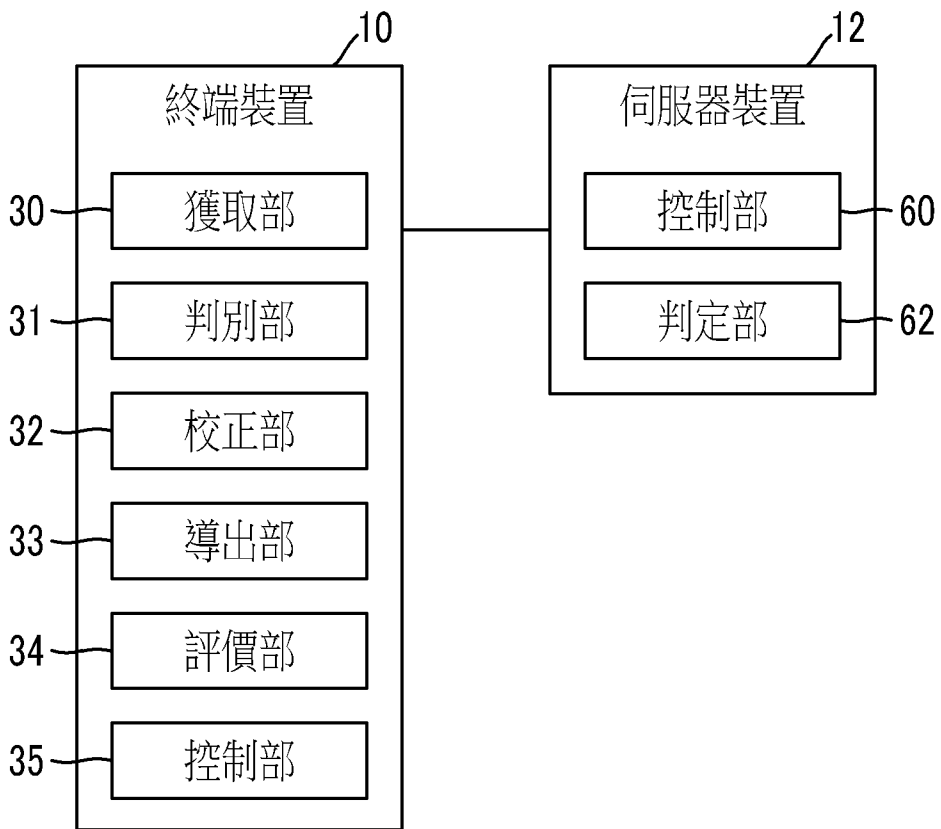 10
終端裝置
30 獲取部
31 判別部
32 校正部
33 導出部
34 評價部
35 控制部
12
伺服器裝置
控制部 60
判定部 62